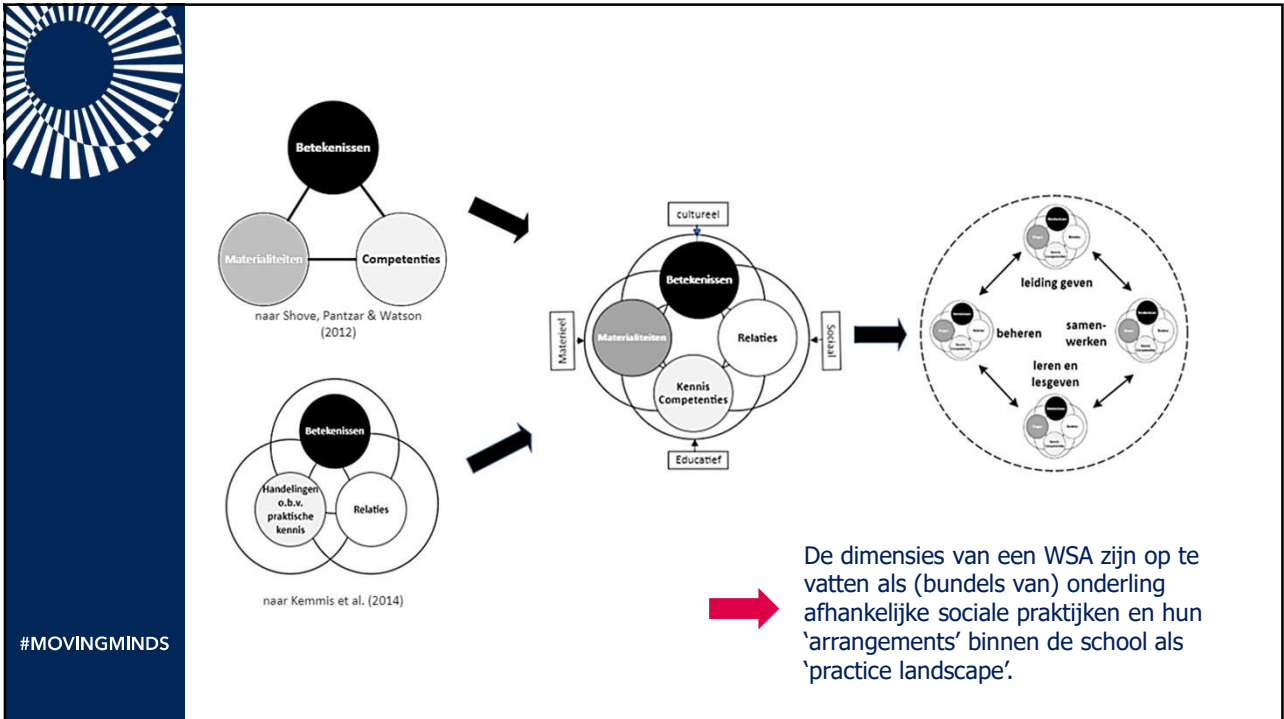 Betekenissen
Materialiteiten
Competenties
naar Shove, Pantzar & Watson
(2012)
Betekenissen
Handelingen
o.b.v.
praktische
kennis
Relaties
naar Kemmis et al. (2014)
cultureel
Betekenissen
Materieel
Materialiteiten
Relaties
Sociaal
Kennis
Competenties
Educatief
leiding geven
beheren
samen-
werken
leren en
lesgeven
De dimensies van een WSA zijn op te
vatten als (bundels van) onderling
afhankelijke sociale praktijken en hun
‘arrangements’ binnen de school als
‘practice landscape’.
#MOVINGMINDS